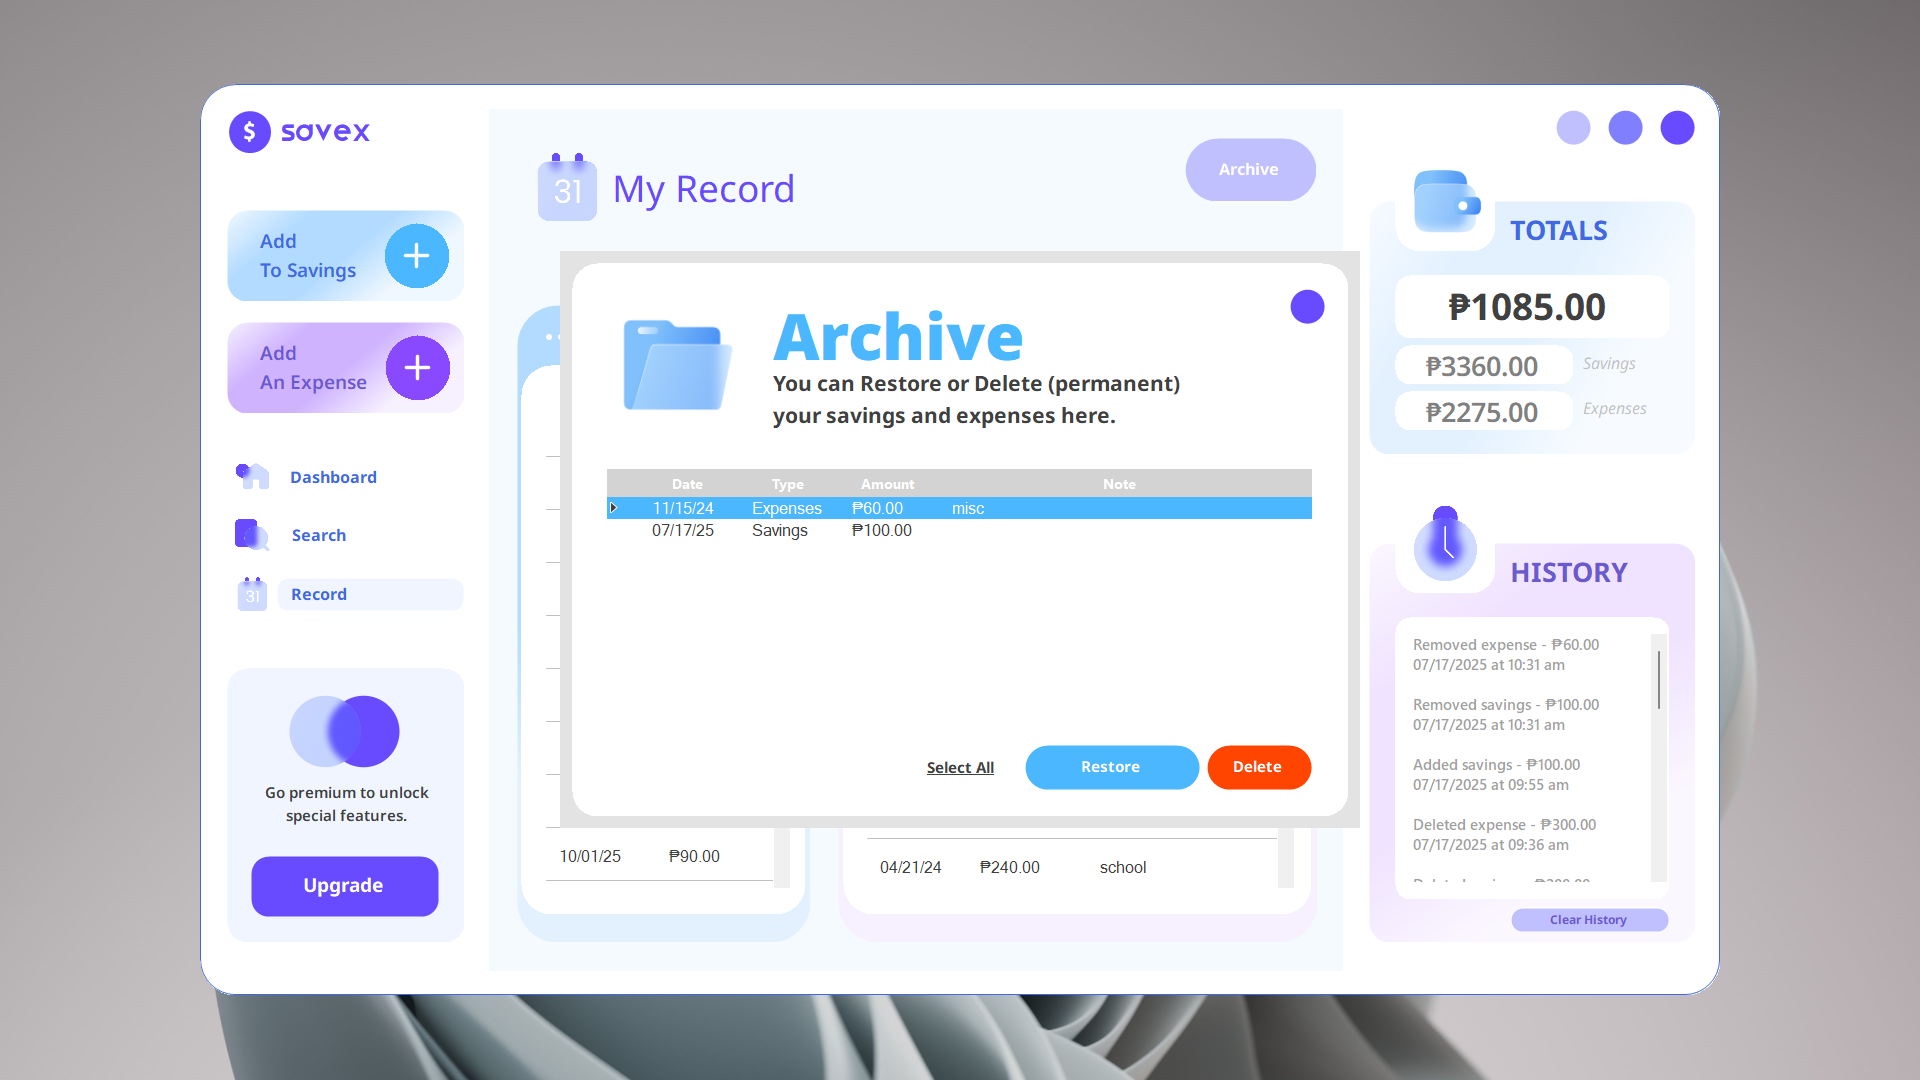 savex
Add
To Savings
Add
An Expense
Dashboard
Search
31
Record
Go premium to unlock
special features.
Upgrade
31
My Record
Archive
Archive
You can Restore or Delete (permanent)
your savings and expenses here.
Date Type Amount Note
11/15/24 Expenses ₱60.00 misc
07/17/25 Savings ₱100.00
Select All
Restore
Delete
10/01/25 ₱90.00
04/21/24 ₱240.00 school
TOTALS
₱1085.00
₱3360.00 Savings
₱2275.00 Expenses
HISTORY
Removed expense - ₱60.00
07/17/2025 at 10:31 am
Removed savings - ₱100.00
07/17/2025 at 10:31 am
Added savings - ₱100.00
07/17/2025 at 09:55 am
Deleted expense - ₱300.00
07/17/2025 at 09:36 am
Clear History